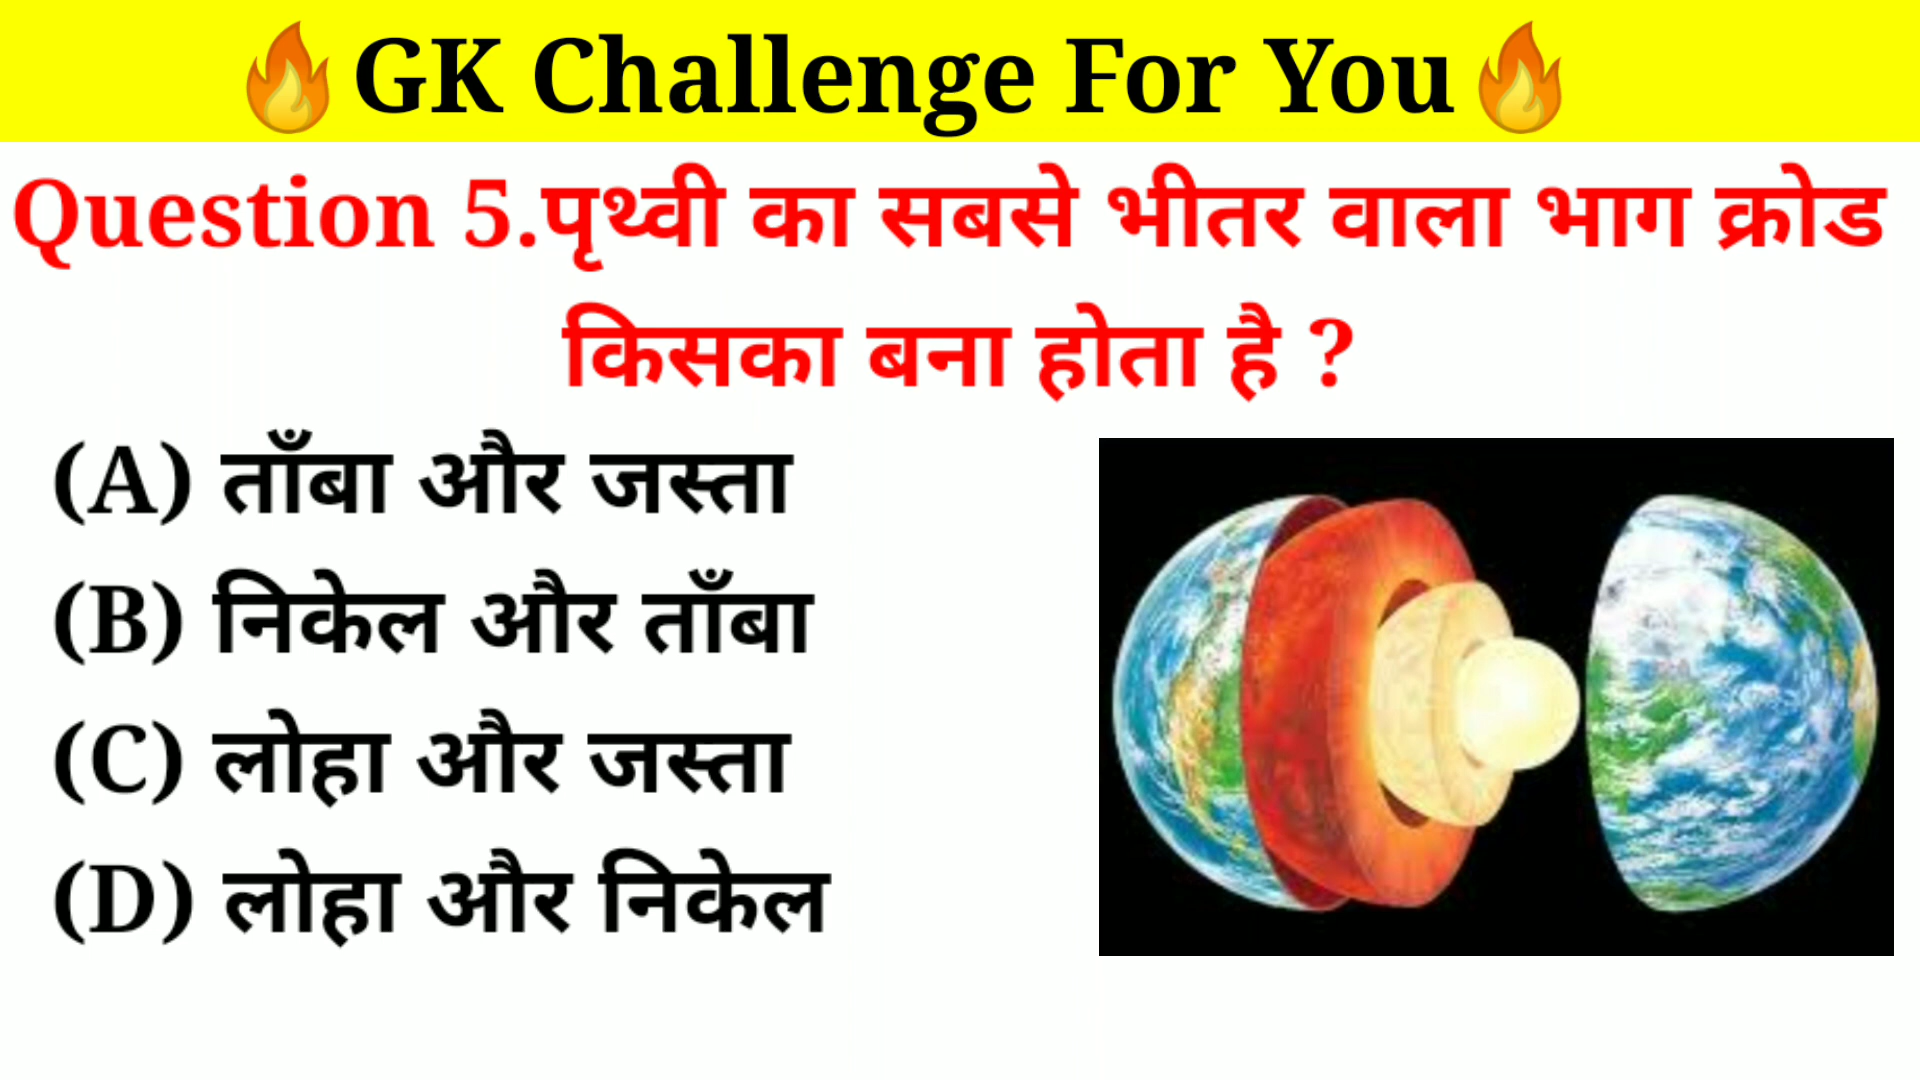 🔥GK Challenge For You🔥
Question 5.पृथ्वी का सबसे भीतर वाला भाग क्रोड
किसका बना होता है ?
(A) ताँबा और जस्ता
(B) निकेल और ताँबा
(C) लोहा और जस्ता
(D) लोहा और निकेल